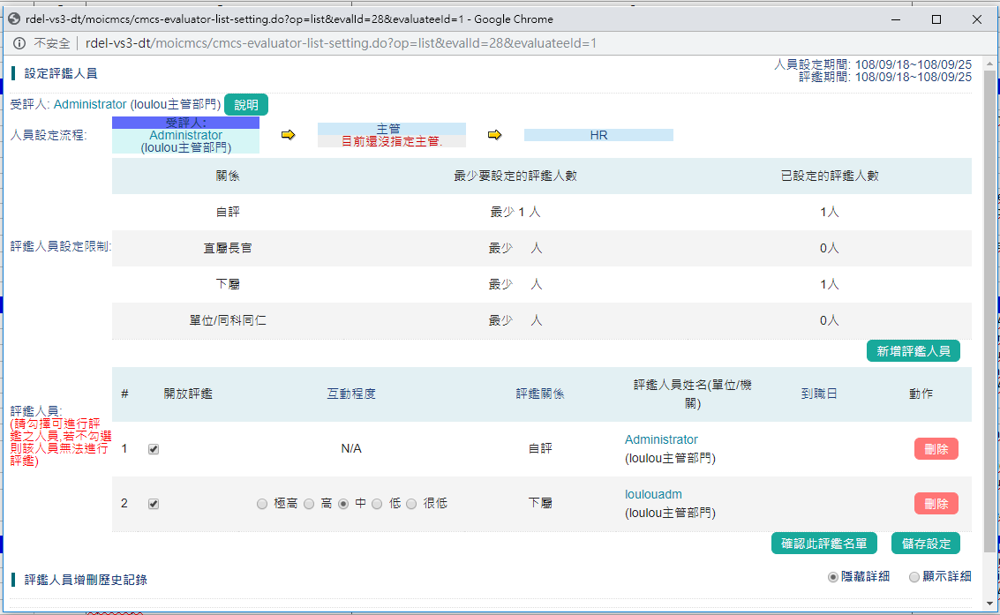 rdel-vs3-dt/moicmcs/cmcs-evaluator-list-setting.do?op=list&evalId=28&evaluateeId=1 - Google Chrome
不安全 rdel-vs3-dt/moicmcs/cmcs-evaluator-list-setting.do?op=list&evalId=28&evaluateeId=1
設定評鑑人員
人員設定期間: 108/09/18~108/09/25
評鑑期間: 108/09/18~108/09/25
受評人: Administrator (loulou主管部門) 說明
人員設定流程:
受評人:
Administrator
(loulou主管部門)
主管
目前還沒指定主管.
HR
評鑑人員設定限制:
關係 最少要設定的評鑑人數 已設定的評鑑人數
自評 最少 1 人 1人
直屬長官 最少 人 0人
下屬 最少 人 1人
單位/同科同仁 最少 人 0人
新增評鑑人員
評鑑人員:
(請勾擇可進行評
鑑之人員,若不勾選
則該人員無法進行
評鑑)
# 開放評鑑 互動程度 評鑑關係 評鑑人員姓名(單位/機
關) 到職日 動作
1 N/A 自評 Administrator
(loulou主管部門) 刪除
2 極高 高 中 低 很低 下屬 loulouadm
(loulou主管部門) 刪除
確認此評鑑名單 儲存設定
評鑑人員增刪歷史記錄 隱藏詳細 顯示詳細